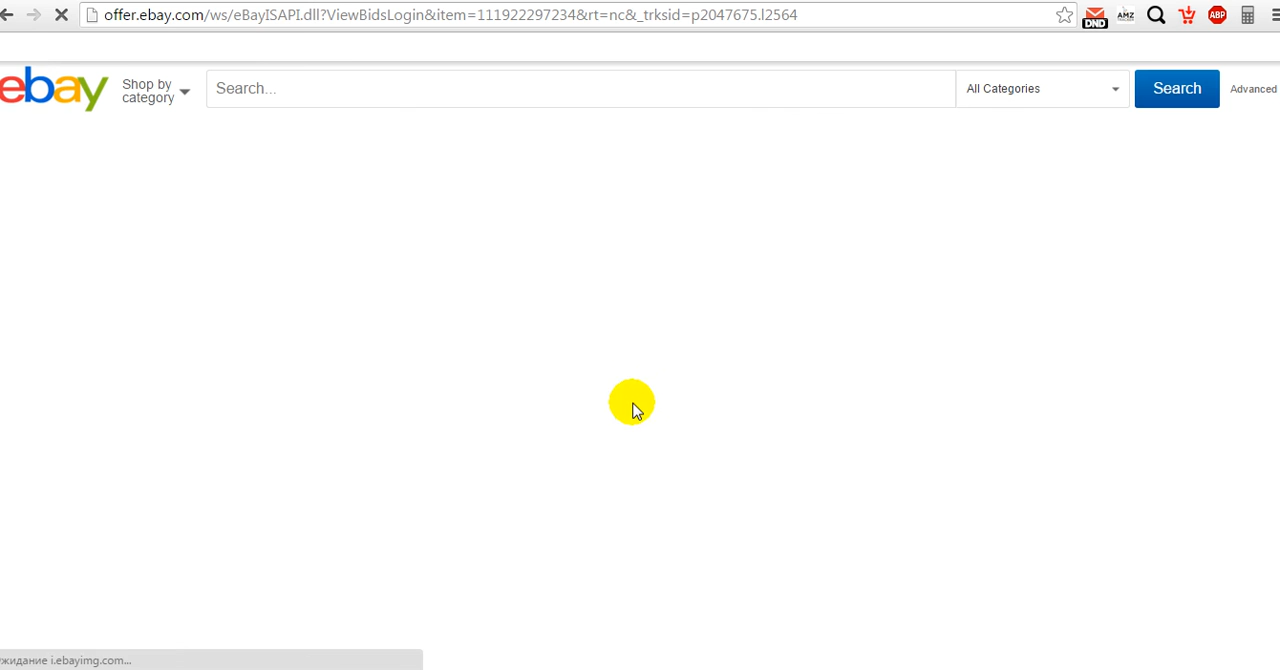 offer.ebay.com/ws/eBayISAPI.dll?ViewBidsLogin&item=111922297234&rt=nc&_trksid=p2047675.l2564
DND
AMZ
ABP
ebay
Shop by
category
Search...
All Categories
Search
Advanced
жидание i.ebayimg.com...